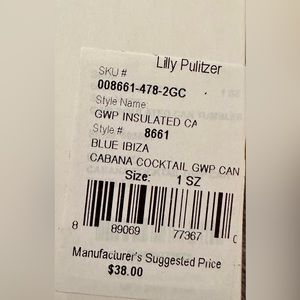 Lilly Pulitzer
SKU #
008661-478-2GC
Style Name:
GWP INSULATED CA
Style #   8661
BLUE IBIZA
CABANA COCKTAIL GWP CAN
Size:   1 SZ
8 89069 77367 0
Manufacturer's Suggested Price
$38.00